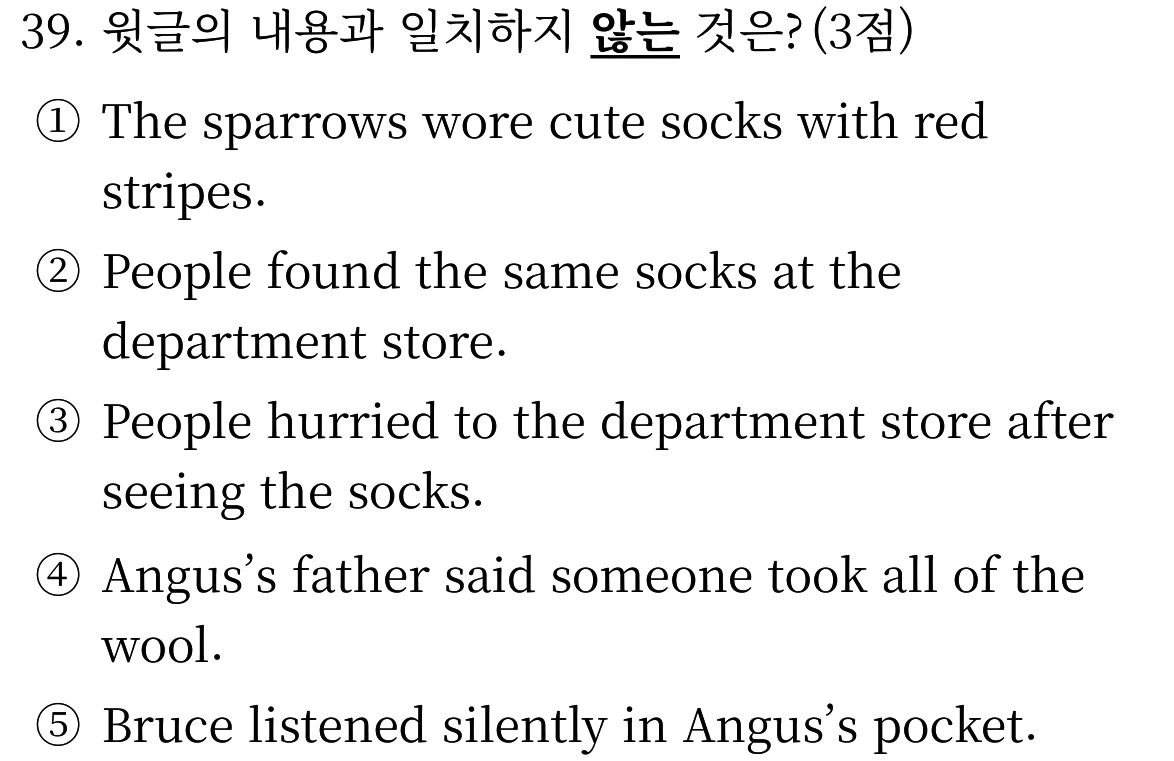 39. 윗글의 내용과 일치하지 않는 것은? (3점)
① The sparrows wore cute socks with red
stripes.
② People found the same socks at the
department store.
③ People hurried to the department store after
seeing the socks.
④ Angus’s father said someone took all of the
wool.
⑤ Bruce listened silently in Angus’s pocket.